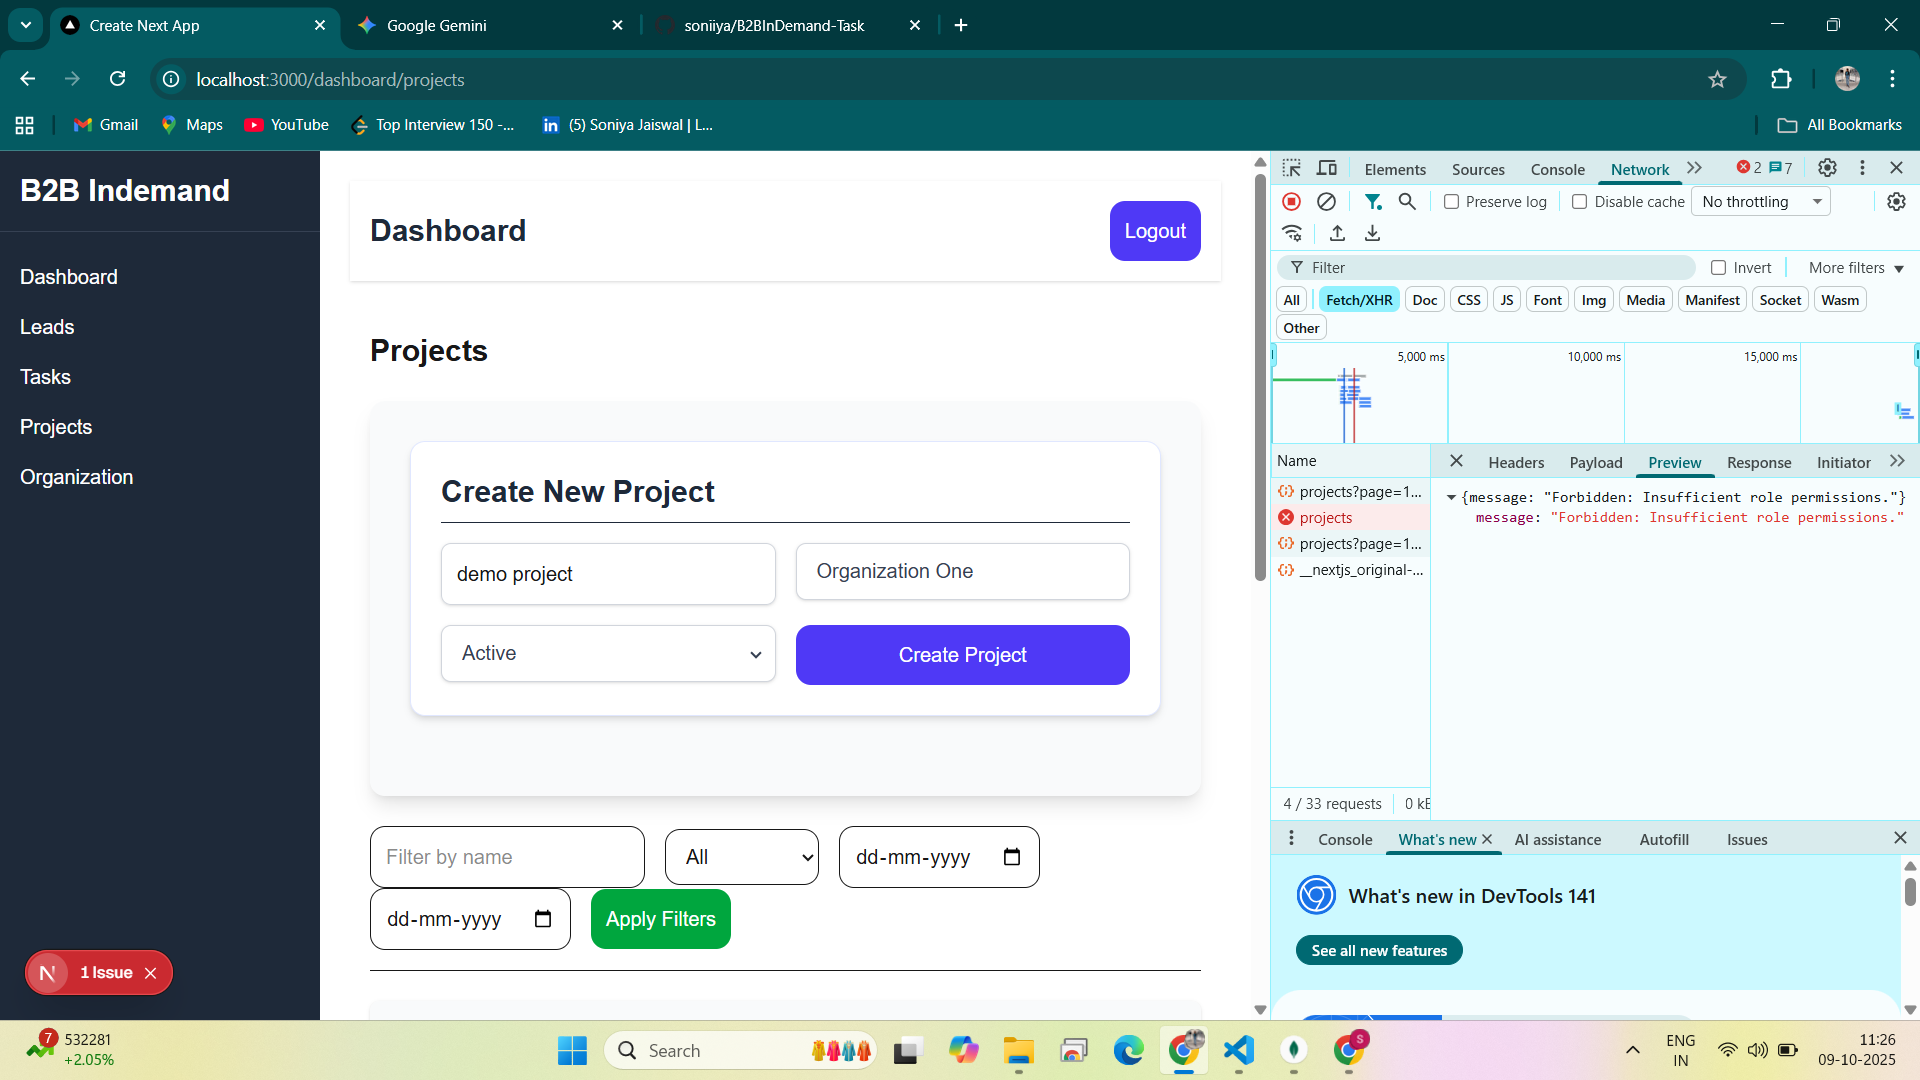 Create Next App
Google Gemini
soniiya/B2BInDemand-Task
localhost:3000/dashboard/projects
Gmail
Maps
YouTube
Top Interview 150 -...
(5) Soniya Jaiswal | L...
All Bookmarks
B2B Indemand
Dashboard
Leads
Tasks
Projects
Organization
N
1 Issue
Dashboard
Logout
Projects
Create New Project
demo project
Organization One
Active
Create Project
Filter by name
All
dd-mm-yyyy
dd-mm-yyyy
Apply Filters
Elements
Sources
Console
Network
2
7
Preserve log
Disable cache
No throttling
Filter
Invert
More filters
All
Fetch/XHR
Doc
CSS
JS
Font
Img
Media
Manifest
Socket
Wasm
Other
5,000 ms
10,000 ms
15,000 ms
Name
projects?page=1...
projects
projects?page=1...
__nextjs_original-...
4 / 33 requests
0 kE
Headers
Payload
Preview
Response
Initiator
{message: "Forbidden: Insufficient role permissions."}
message: "Forbidden: Insufficient role permissions."
Console
What's new
AI assistance
Autofill
Issues
What's new in DevTools 141
See all new features
7
532281
+2.05%
Search
S
ENG
IN
11:26
09-10-2025